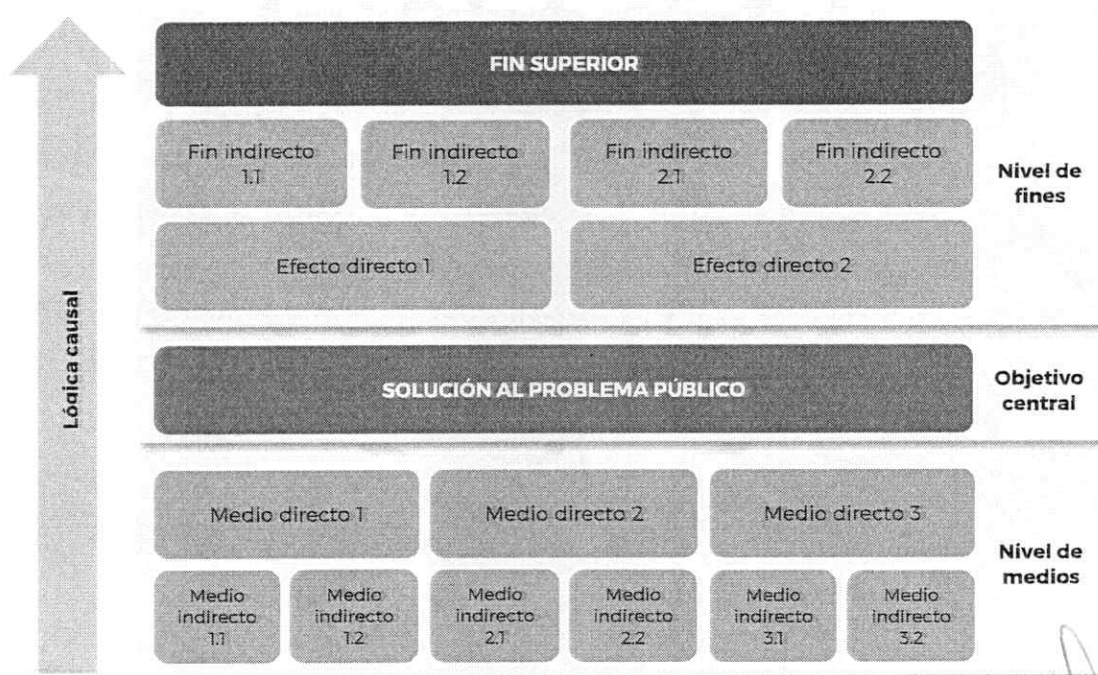 FIN SUPERIOR
Fin indirecto
1.1
Fin indirecto
1.2
Fin indirecto
2.1
Fin indirecto
2.2
Nivel de
fines
Efecto directo 1
Efecto directo 2
Lógica causal
SOLUCIÓN AL PROBLEMA PÚBLICO
Objetivo
central
Medio directo 1
Medio directo 2
Medio directo 3
Nivel de
medios
Medio
indirecto
1.1
Medio
indirecto
1.2
Medio
indirecto
2.1
Medio
indirecto
2.2
Medio
indirecto
3.1
Medio
indirecto
3.2